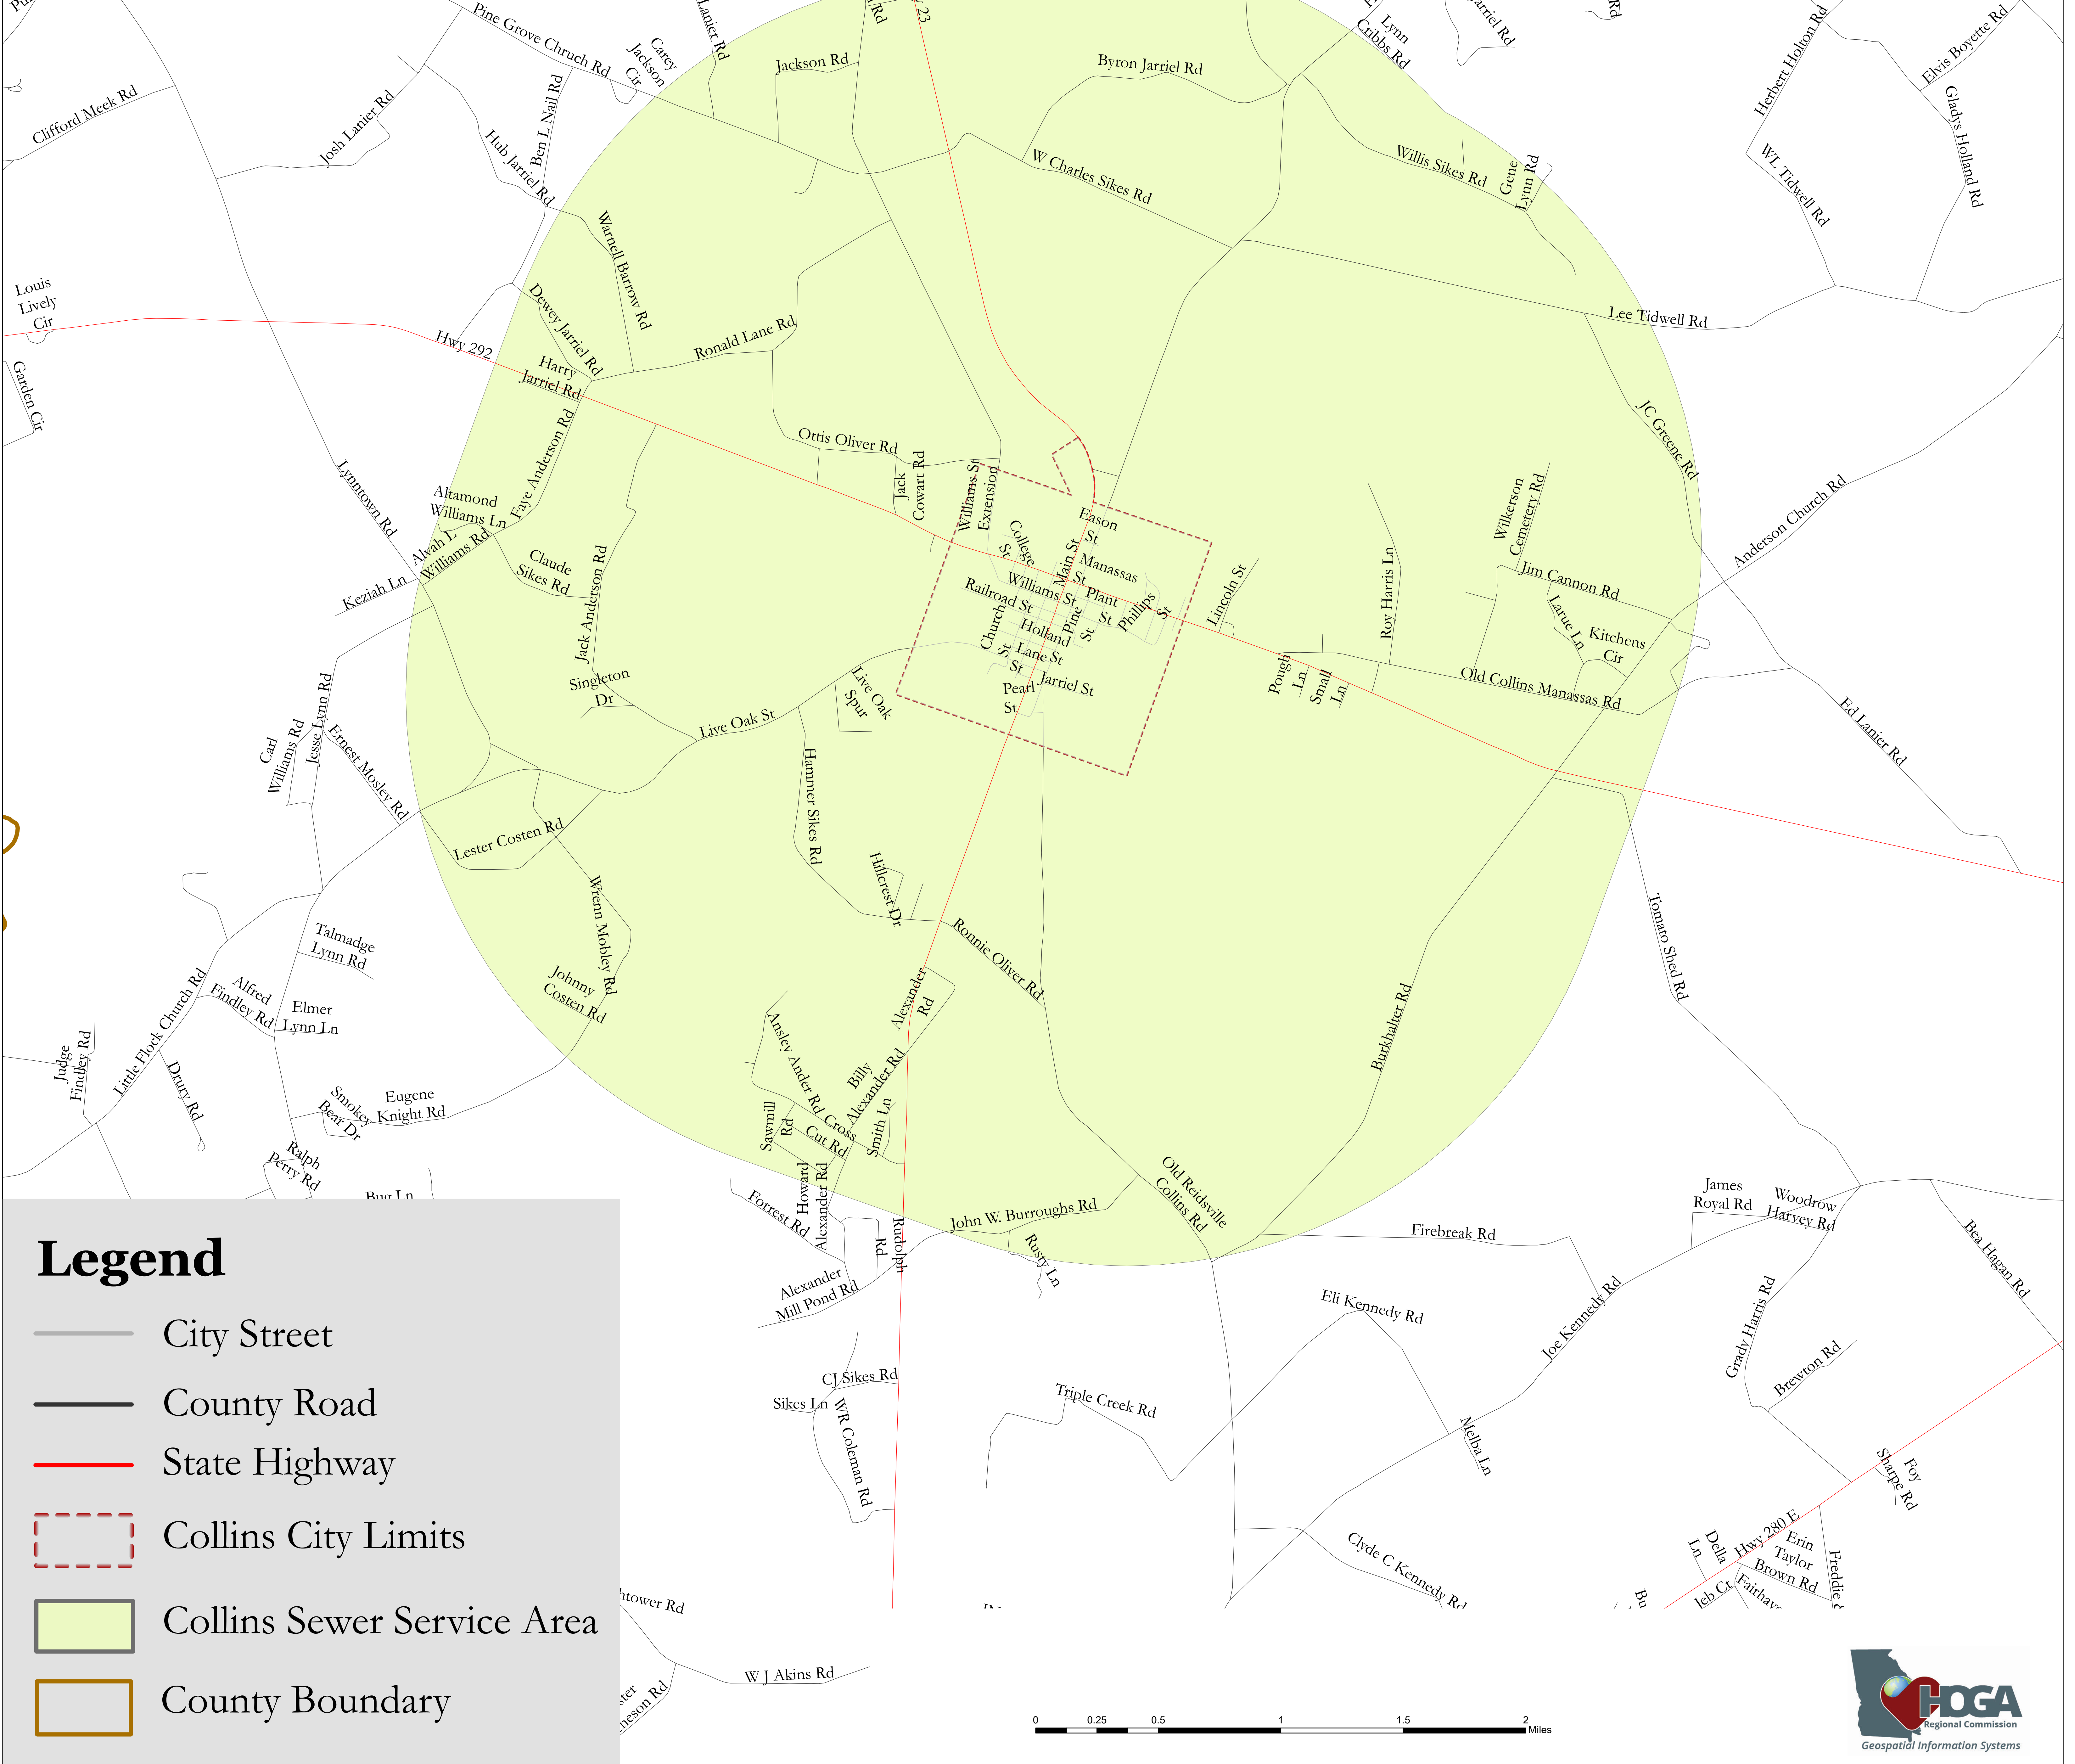 Pine Grove Chruch Rd
Carey
Jackson
Cir
Lanier Rd
Rd
23
Jackson Rd
Byron Jarriel Rd
Lynn
Cribbs Rd
Jarriel Rd
Rd
Herbert Holton Rd
Elvis Boyette Rd
Gladys Holland Rd
WL Tidwell Rd
Clifford Meek Rd
Josh Lanier Rd
Ben L Nail Rd
Hub Jarriel Rd
W Charles Sikes Rd
Willis Sikes Rd
Gene
Lynn Rd
Warnell Barrow Rd
Louis
Lively
Cir
Garden Cir
Hwy 292
Dewey Jarriel Rd
Harry
Jarriel Rd
Ronald Lane Rd
Lee Tidwell Rd
JC Greene Rd
Anderson Church Rd
Ottis Oliver Rd
Jack
Cowart Rd
Williams St
Extension
Faye Anderson Rd
Lynntown Rd
Altamond
Williams Ln
Alvah L
Williams Rd
Keziah Ln
Claude
Sikes Rd
Jack Anderson Rd
Eason
St
College
St
Main St
Manassas
St
Williams St
Plant
St
Railroad St
Phillips
St
Pine
St
Church
St
Holland
Lane St
St
Jarriel St
Pearl
St
Lincoln St
Roy Harris Ln
Wilkerson
Cemetery Rd
Jim Cannon Rd
Larue Ln
Kitchens
Cir
Pough
Ln
Small
Ln
Old Collins Manassas Rd
Ed Lanier Rd
Singleton
Dr
Live Oak St
Live Oak
Spur
Carl
Williams Rd
Jesse Lynn Rd
Ernest Mosley Rd
Hammer Sikes Rd
Lester Costen Rd
Hillcrest Dr
Wrenn Mobley Rd
Ronnie Oliver Rd
Tomato Shed Rd
Burkhalter Rd
Talmadge
Lynn Rd
Johnny
Costen Rd
Alfred
Findley Rd
Elmer
Lynn Ln
Little Flock Church Rd
Judge
Findley Rd
Drury Rd
Alexander
Rd
Ansley Ander Rd
Billy
Alexander Rd
Smokey
Bear Dr
Eugene
Knight Rd
Sawmill
Rd
Cross
Cut Rd
Smith Ln
Ralph
Perry Rd
Bug Ln
Howard
Alexander Rd
Forrest Rd
Rudolph
Rd
John W. Burroughs Rd
Old Reidsville
Collins Rd
Rusty Ln
Firebreak Rd
James
Royal Rd
Woodrow
Harvey Rd
Bea Hagan Rd
Alexander
Mill Pond Rd
Eli Kennedy Rd
Joe Kennedy Rd
Grady Harris Rd
Brewton Rd
CJ Sikes Rd
Sikes Ln
WR Coleman Rd
Triple Creek Rd
Melba Ln
Foy
Sharpe Rd
Clyde C Kennedy Rd
Hwy 280 E
Della
Ln
Erin
Taylor
Brown Rd
Jeb Ct
W J Akins Rd
Legend
City Street
County Road
State Highway
Collins City Limits
Collins Sewer Service Area
County Boundary
0 0.25 0.5 1 1.5 2
Miles
HOGA
Regional Commission
Geospatial Information Systems